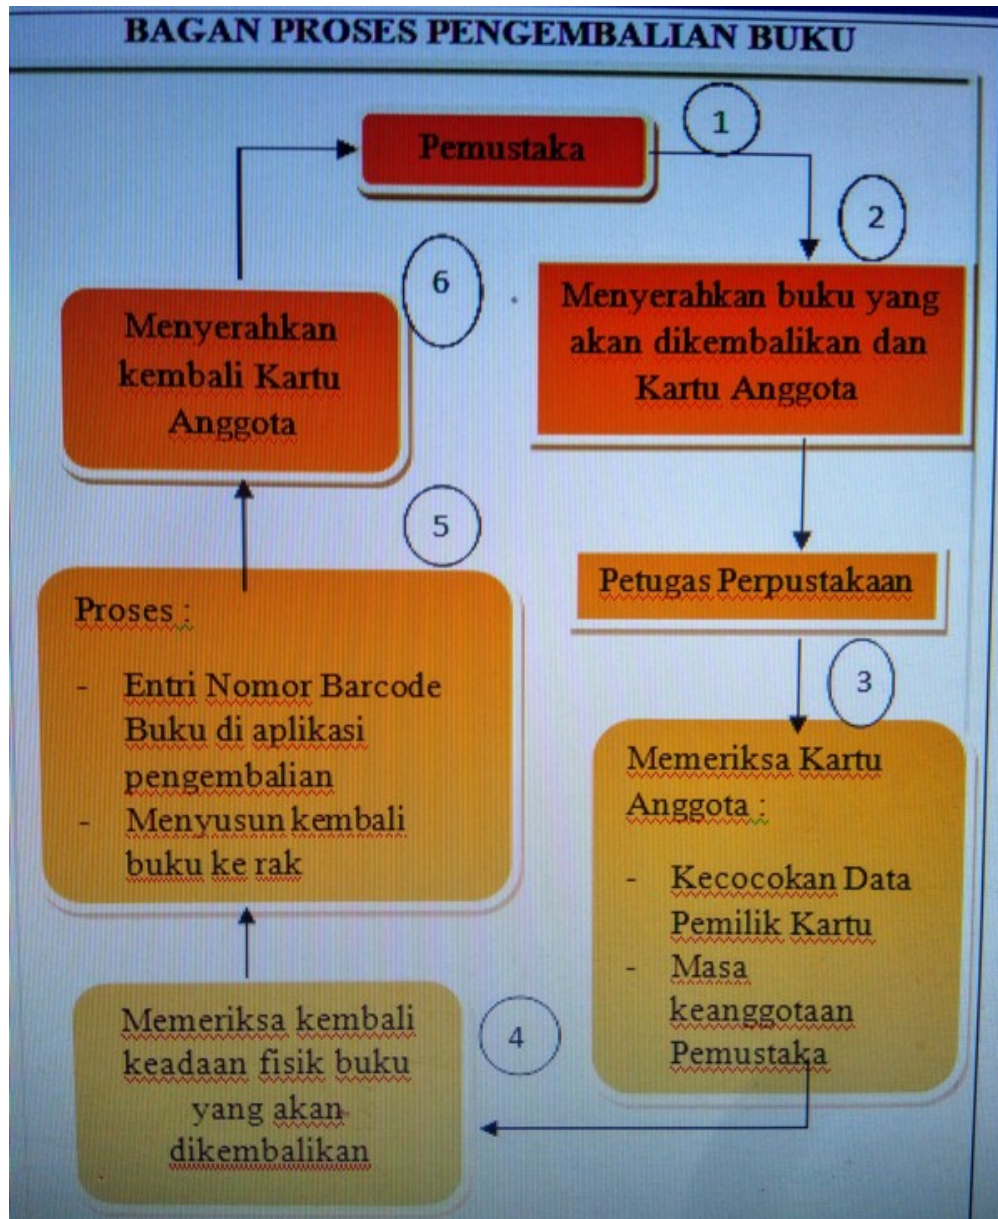 BAGAN PROSES PENGEMBALIAN BUKU
Pemustaka
1
2
Menyerahkan buku yang
akan dikembalikan dan
Kartu Anggota
Petugas Perpustakaan
3
Memeriksa Kartu
Anggota :
- Kecocokan Data
Pemilik Kartu
- Masa
keanggotaan
Pemustaka
4
Memeriksa kembali
keadaan fisik buku
yang akan
dikembalikan
5
Proses :
- Entri Nomor Barcode
Buku di aplikasi
pengembalian
- Menyusun kembali
buku ke rak
6
Menyerahkan
kembali Kartu
Anggota